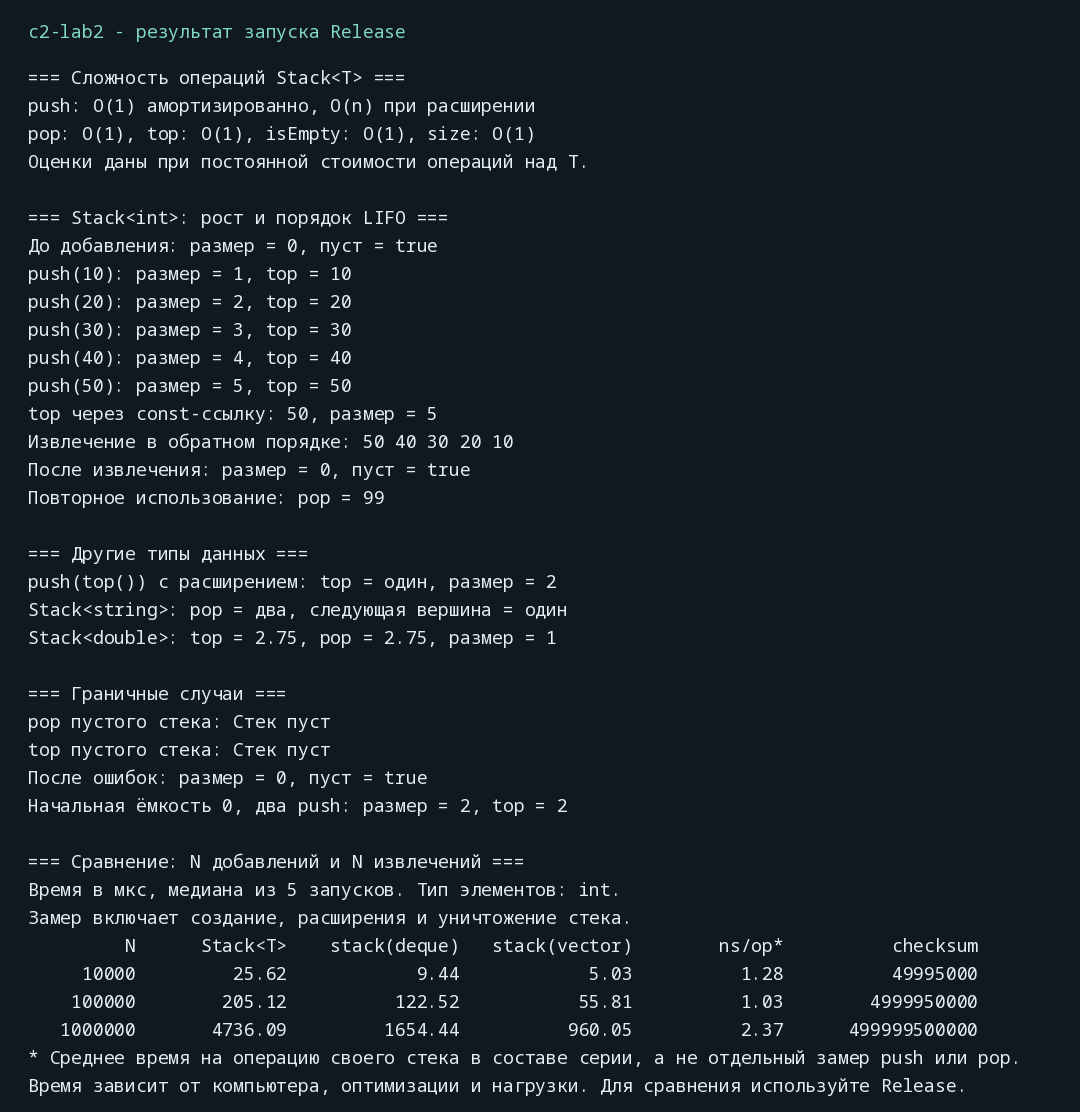 c2-lab2 - результат запуска Release
=== Сложность операций Stack<T> ===
push: O(1) амортизированно, O(n) при расширении
pop: O(1), top: O(1), isEmpty: O(1), size: O(1)
Оценки даны при постоянной стоимости операций над T.
=== Stack<int>: рост и порядок LIFO ===
До добавления: размер = 0, пуст = true
push(10): размер = 1, top = 10
push(20): размер = 2, top = 20
push(30): размер = 3, top = 30
push(40): размер = 4, top = 40
push(50): размер = 5, top = 50
top через const-ссылку: 50, размер = 5
Извлечение в обратном порядке: 50 40 30 20 10
После извлечения: размер = 0, пуст = true
Повторное использование: pop = 99
=== Другие типы данных ===
push(top()) с расширением: top = один, размер = 2
Stack<string>: pop = два, следующая вершина = один
Stack<double>: top = 2.75, pop = 2.75, размер = 1
=== Граничные случаи ===
pop пустого стека: Стек пуст
top пустого стека: Стек пуст
После ошибок: размер = 0, пуст = true
Начальная ёмкость 0, два push: размер = 2, top = 2
=== Сравнение: N добавлений и N извлечений ===
Время в мкс, медиана из 5 запусков. Тип элементов: int.
Замер включает создание, расширения и уничтожение стека.
N Stack<T> stack(deque) stack(vector) ns/op* checksum
10000 25.62 9.44 5.03 1.28 49995000
100000 205.12 122.52 55.81 1.03 4999950000
1000000 4736.09 1654.44 960.05 2.37 499999500000
* Среднее время на операцию своего стека в составе серии, а не отдельный замер push или pop.
Время зависит от компьютера, оптимизации и нагрузки. Для сравнения используйте Release.